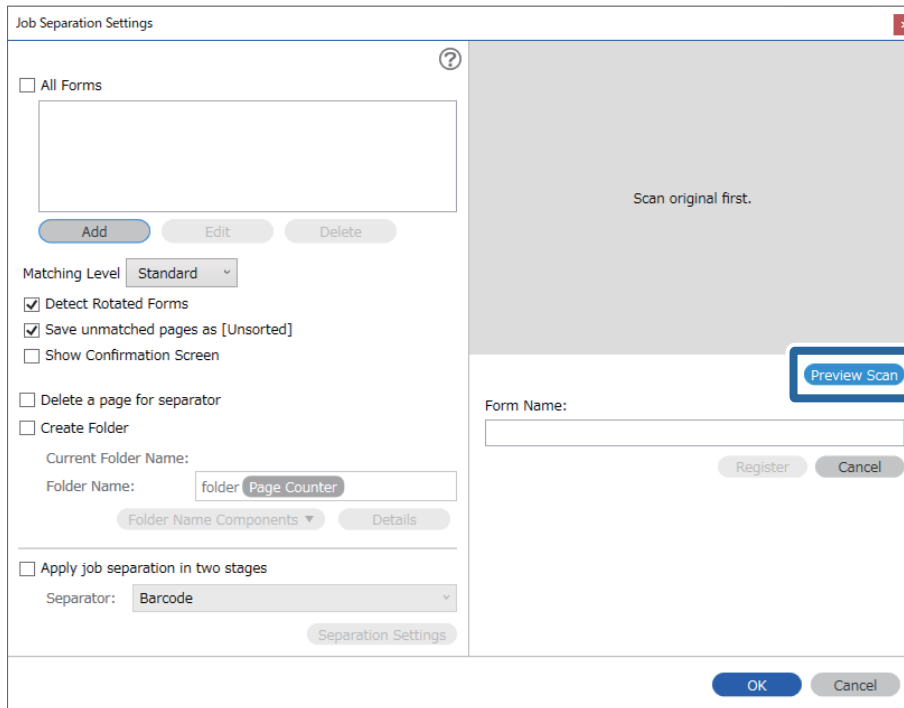 Job Separation Settings
All Forms
Add Edit Delete
Matching Level Standard
Detect Rotated Forms
Save unmatched pages as [Unsorted]
Show Confirmation Screen
Delete a page for separator
Create Folder
Current Folder Name:
Folder Name: folder Page Counter
Folder Name Components ▼ Details
Apply job separation in two stages
Separator: Barcode
Separation Settings
Scan original first.
Preview Scan
Form Name:
Register Cancel
OK Cancel